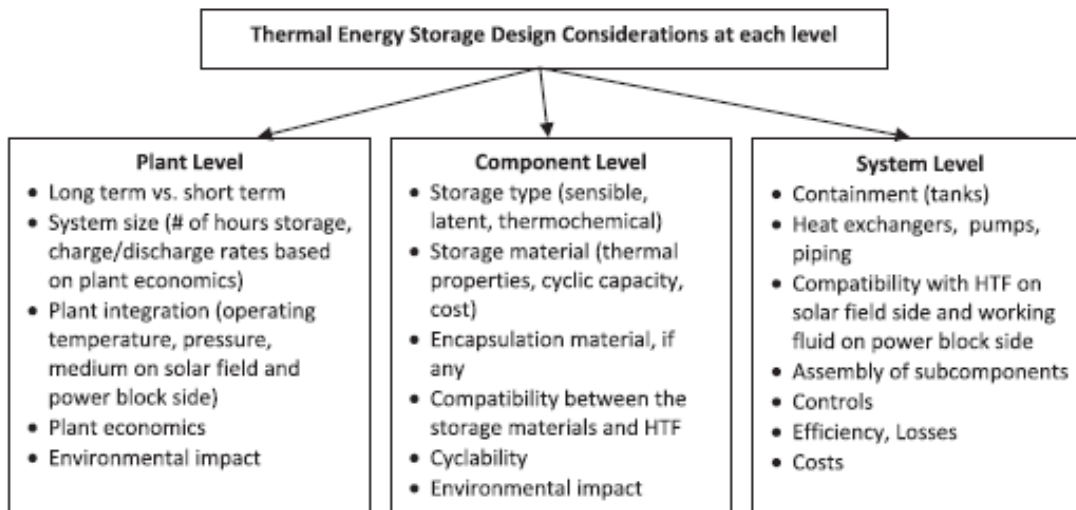 Thermal Energy Storage Design Considerations at each level
Plant Level
• Long term vs. short term
• System size (# of hours storage,
charge/discharge rates based
on plant economics)
• Plant integration (operating
temperature, pressure,
medium on solar field and
power block side)
• Plant economics
• Environmental impact
Component Level
• Storage type (sensible,
latent, thermochemical)
• Storage material (thermal
properties, cyclic capacity,
cost)
• Encapsulation material, if
any
• Compatibility between the
storage materials and HTF
• Cyclability
• Environmental impact
System Level
• Containment (tanks)
• Heat exchangers, pumps,
piping
• Compatibility with HTF on
solar field side and working
fluid on power block side
• Assembly of subcomponents
• Controls
• Efficiency, Losses
• Costs